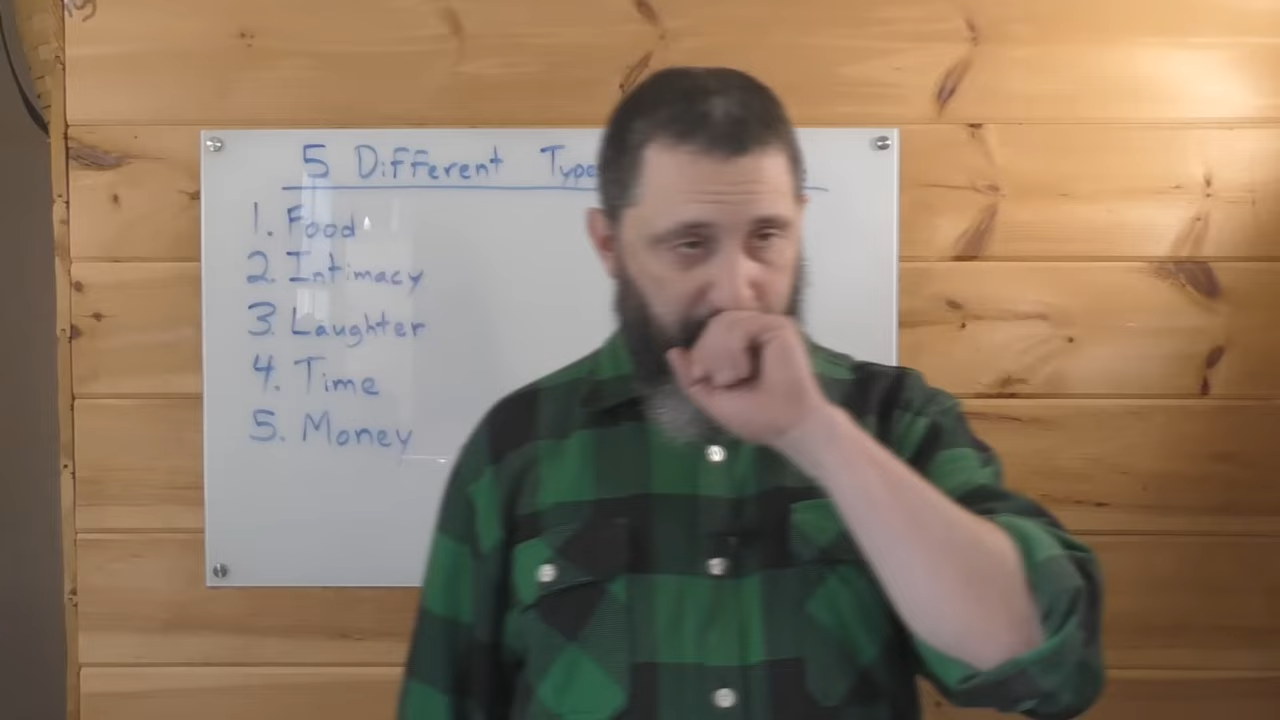 5 Different Type
1. Food
2. Intimacy
3. Laughter
4. Time
5. Money